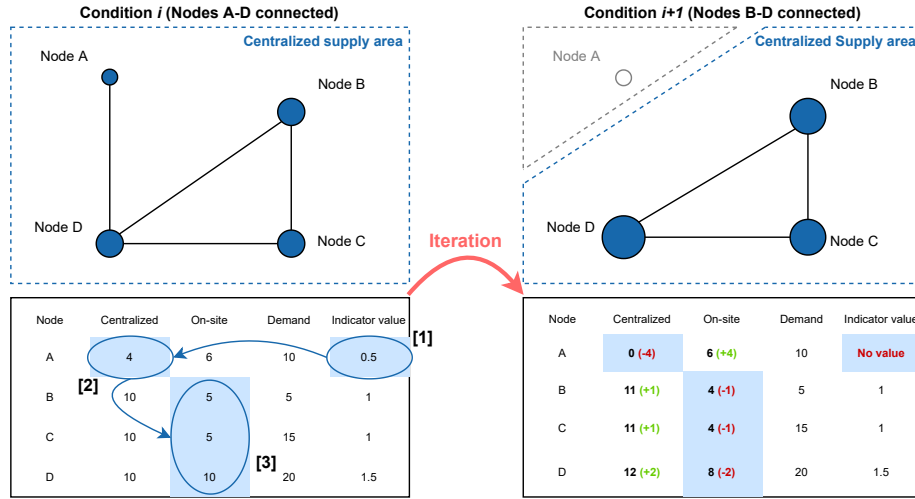 Condition i (Nodes A-D connected)
Centralized supply area
Node A
Node B
Node D
Node C
Condition i+1 (Nodes B-D connected)
Centralized Supply area
Node A
Node B
Node D
Node C
Iteration
Node Centralized On-site Demand Indicator value
A 4 6 10 0.5 [1]
[2]
B 10 5 5 1
C 10 5 15 1
[3]
D 10 10 20 1.5
Node Centralized On-site Demand Indicator value
A 0 (-4) 6 (+4) 10 No value
B 11 (+1) 4 (-1) 5 1
C 11 (+1) 4 (-1) 15 1
D 12 (+2) 8 (-2) 20 1.5